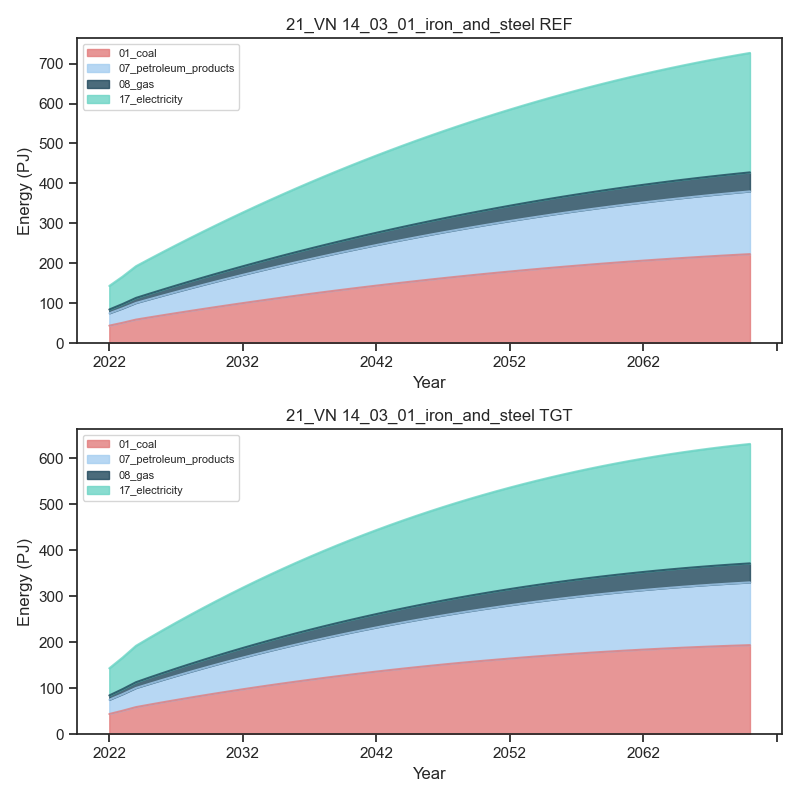 21_VN 14_03_01_iron_and_steel REF
01_coal
07_petroleum_products
08_gas
17_electricity
700
600
500
400
300
200
100
0
Energy (PJ)
2022 2032 2042 2052 2062
Year
21_VN 14_03_01_iron_and_steel TGT
01_coal
07_petroleum_products
08_gas
17_electricity
600
500
400
300
200
100
0
Energy (PJ)
2022 2032 2042 2052 2062
Year